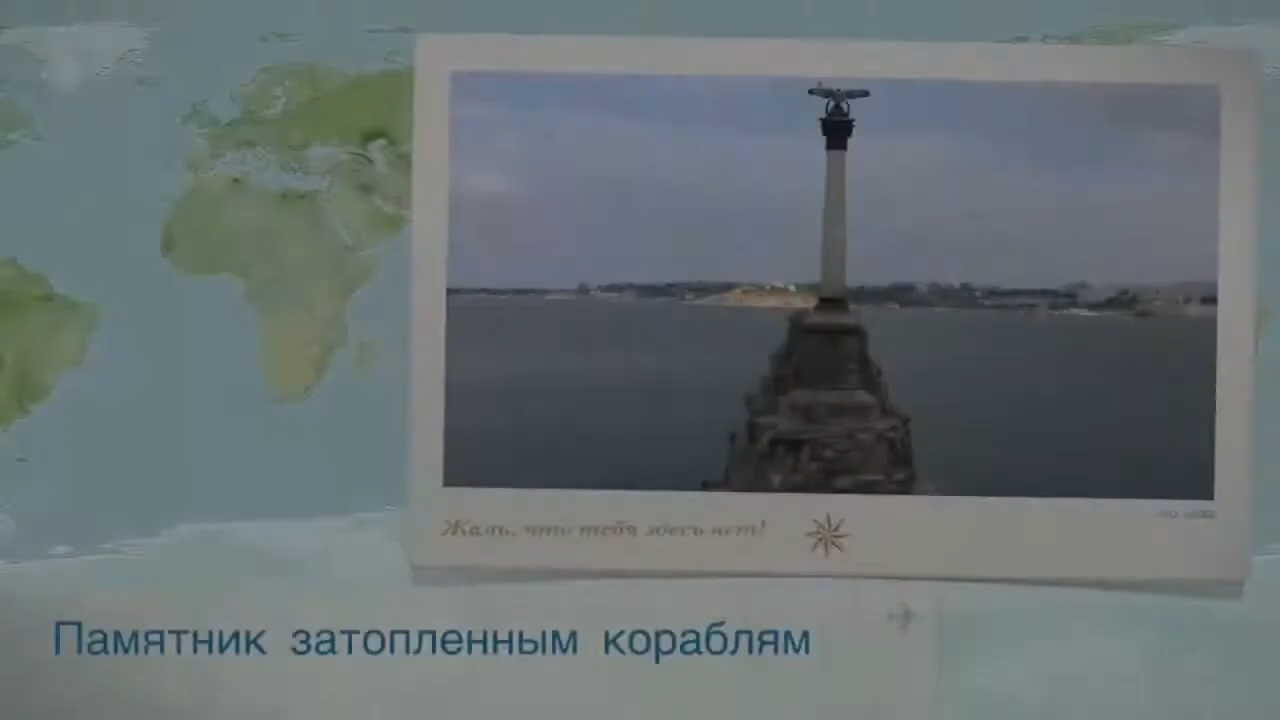 Жаль, что тебя здесь нет!
Памятник затопленным кораблям